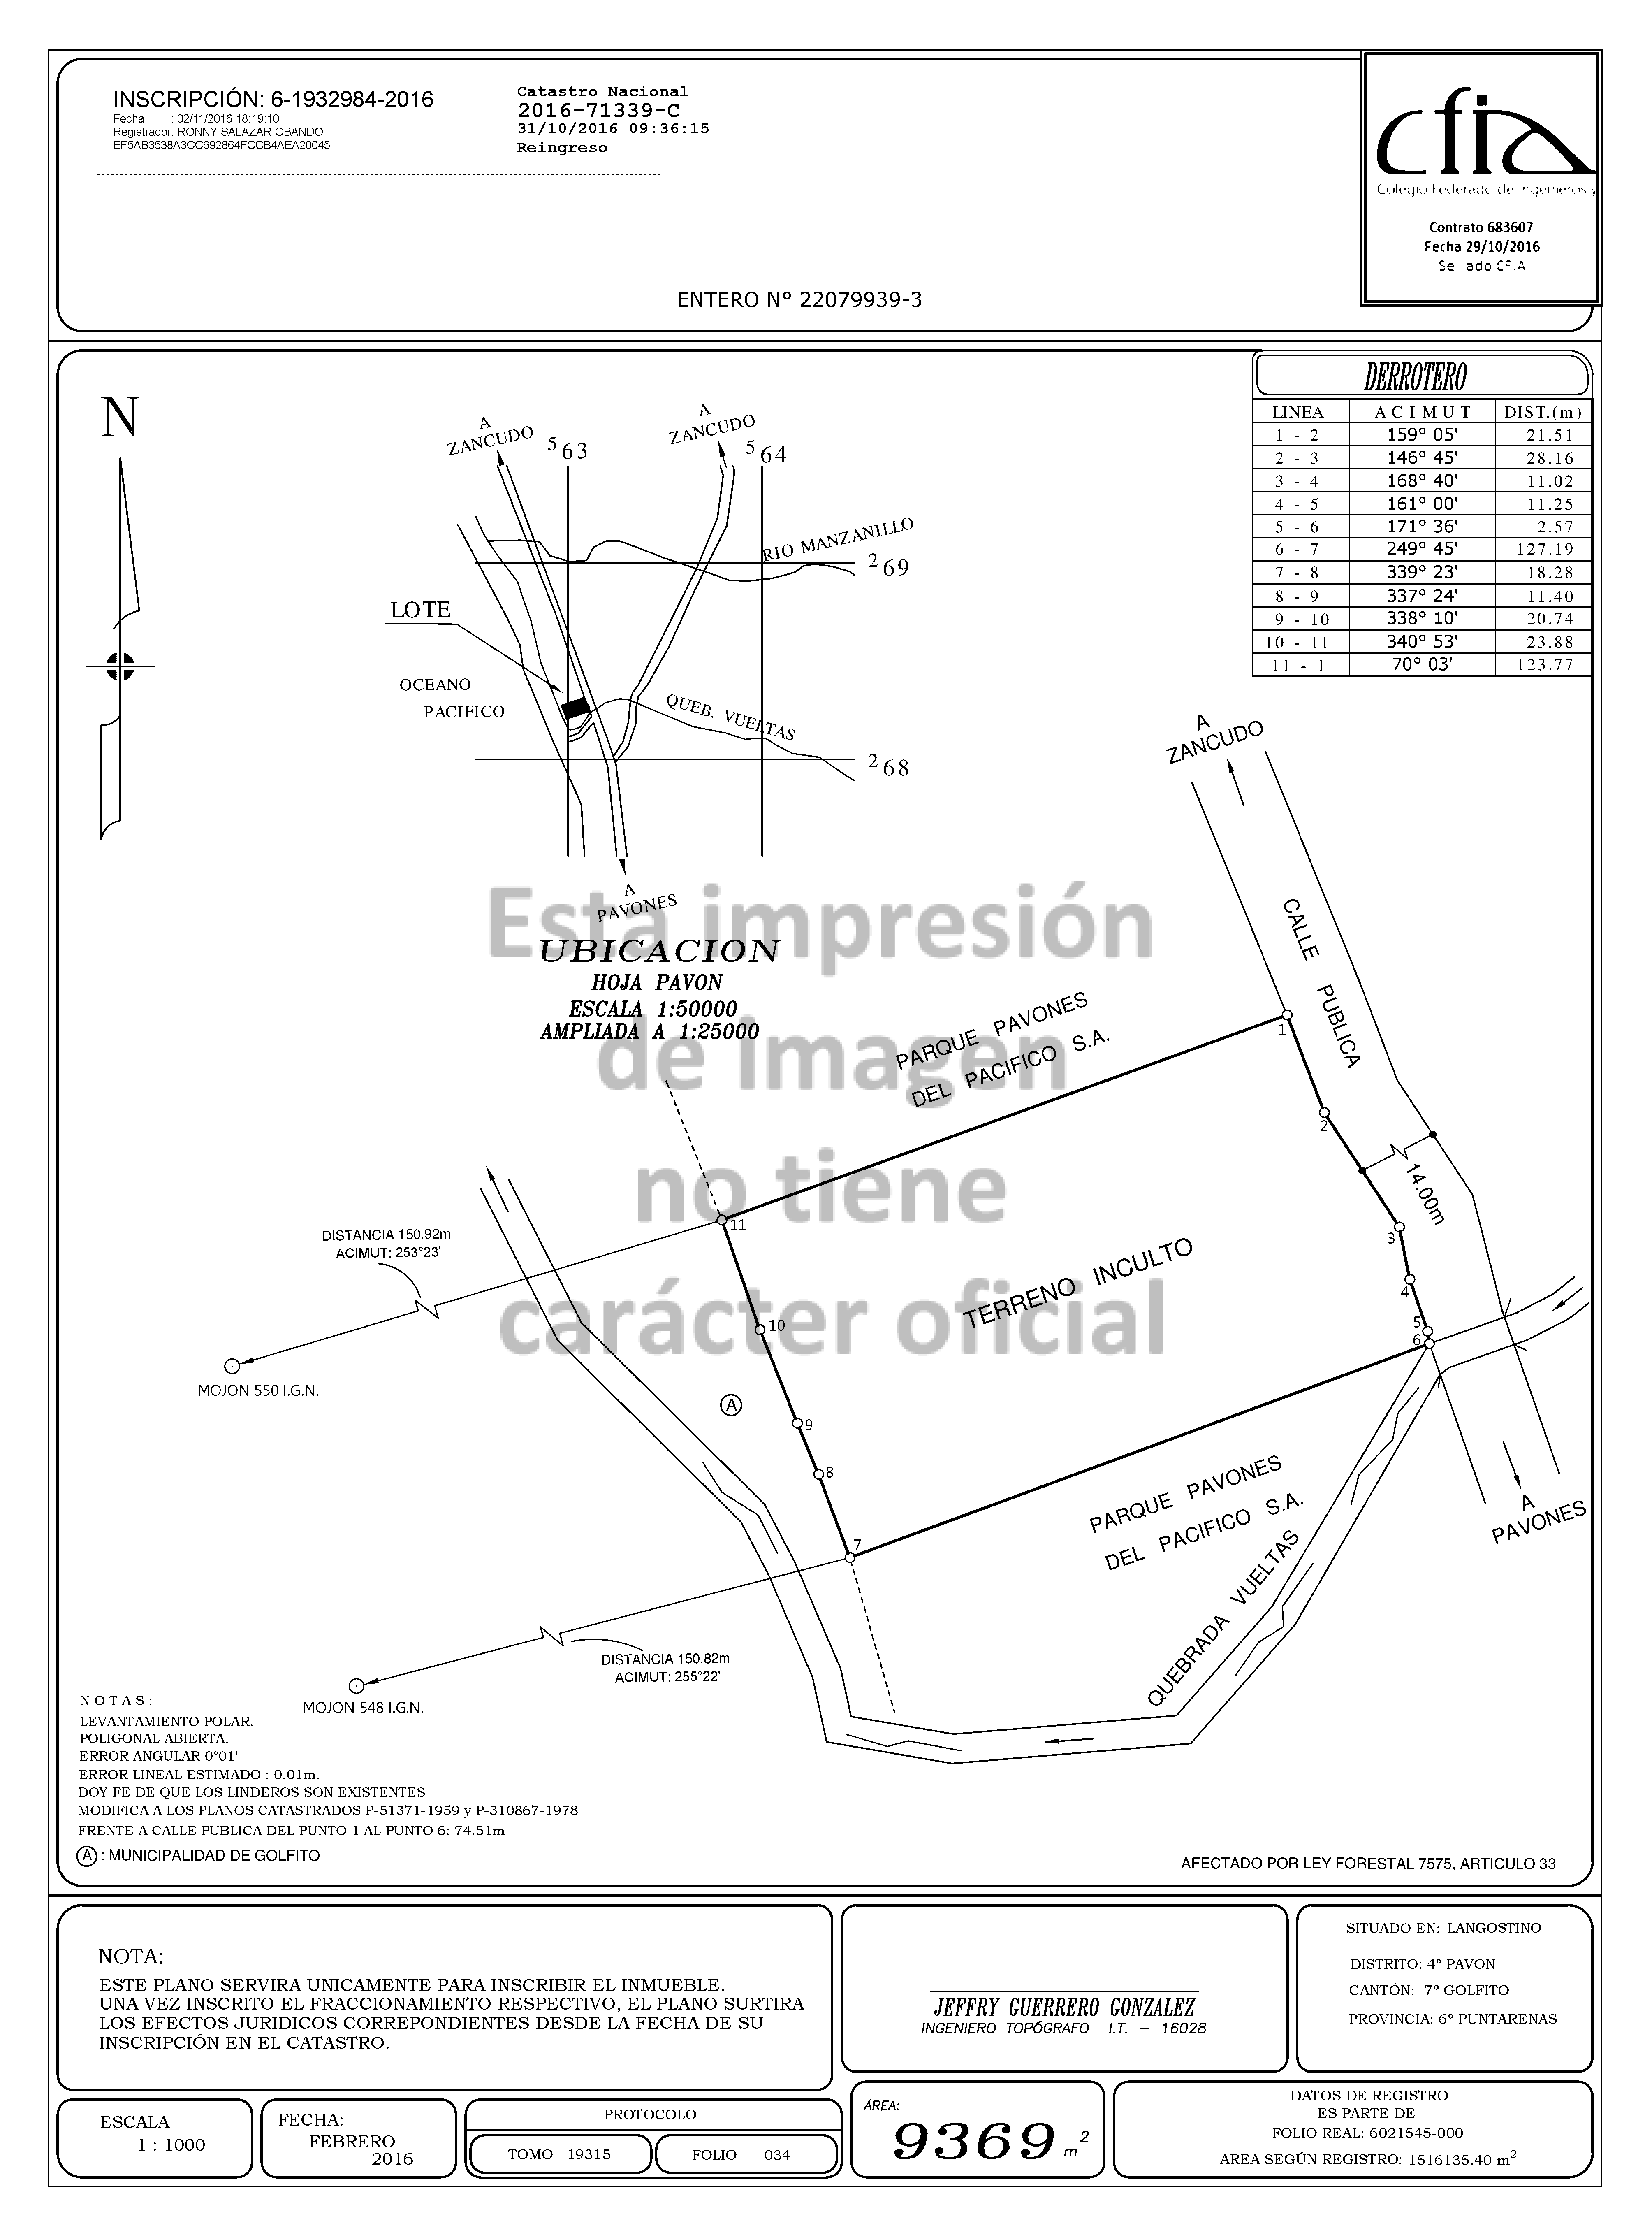 INSCRIPCIÓN: 6-1932984-2016
Fecha : 02/11/2016 18:19:10
Registrador: RONNY SALAZAR OBANDO
EF5AB3538A3CC692864FCCB4AEA20045
Catastro Nacional
2016-71339-C
31/10/2016 09:36:15
Reingreso
cfia
Colegio Federado de Ingenieros y
Contrato 683607
Fecha 29/10/2016
Sellado CFIA
ENTERO N° 22079939-3
DERROTERO
LINEA ACIMUT DIST.(m)
1 - 2 159° 05' 21.51
2 - 3 146° 45' 28.16
3 - 4 168° 40' 11.02
4 - 5 161° 00' 11.25
5 - 6 171° 36' 2.57
6 - 7 249° 45' 127.19
7 - 8 339° 23' 18.28
8 - 9 337° 24' 11.40
9 - 10 338° 10' 20.74
10 - 11 340° 53' 23.88
11 - 1 70° 03' 123.77
N
A
ZANCUDO
5 63
A
ZANCUDO
5 64
RIO MANZANILLO
2 69
LOTE
OCEANO
PACIFICO
QUEB. VUELTAS
2 68
A
PAVONES
UBICACION
HOJA PAVON
ESCALA 1:50000
AMPLIADA A 1:25000
Esta impresión
de imagen
no tiene
carácter oficial
A
ZANCUDO
CALLE PUBLICA
PARQUE PAVONES
DEL PACIFICO S.A.
1
2
14.00m
3
4
5
6
11
DISTANCIA 150.92m
ACIMUT: 253°23'
TERRENO INCULTO
10
MOJON 550 I.G.N.
A
9
8
7
PARQUE PAVONES
DEL PACIFICO S.A.
A
PAVONES
QUEBRADA VUELTAS
DISTANCIA 150.82m
ACIMUT: 255°22'
MOJON 548 I.G.N.
NOTAS:
LEVANTAMIENTO POLAR.
POLIGONAL ABIERTA.
ERROR ANGULAR 0°01'
ERROR LINEAL ESTIMADO : 0.01m.
DOY FE DE QUE LOS LINDEROS SON EXISTENTES
MODIFICA A LOS PLANOS CATASTRADOS P-51371-1959 y P-310867-1978
FRENTE A CALLE PUBLICA DEL PUNTO 1 AL PUNTO 6: 74.51m
A : MUNICIPALIDAD DE GOLFITO
AFECTADO POR LEY FORESTAL 7575, ARTICULO 33
NOTA:
ESTE PLANO SERVIRA UNICAMENTE PARA INSCRIBIR EL INMUEBLE.
UNA VEZ INSCRITO EL FRACCIONAMIENTO RESPECTIVO, EL PLANO SURTIRA
LOS EFECTOS JURIDICOS CORREPONDIENTES DESDE LA FECHA DE SU
INSCRIPCIÓN EN EL CATASTRO.
JEFFRY GUERRERO GONZALEZ
INGENIERO TOPÓGRAFO I.T. - 16028
SITUADO EN: LANGOSTINO
DISTRITO: 4º PAVON
CANTÓN: 7º GOLFITO
PROVINCIA: 6º PUNTARENAS
ESCALA
1 : 1000
FECHA:
FEBRERO
2016
PROTOCOLO
TOMO 19315
FOLIO 034
ÁREA:
9369 m²
DATOS DE REGISTRO
ES PARTE DE
FOLIO REAL: 6021545-000
AREA SEGÚN REGISTRO: 1516135.40 m²